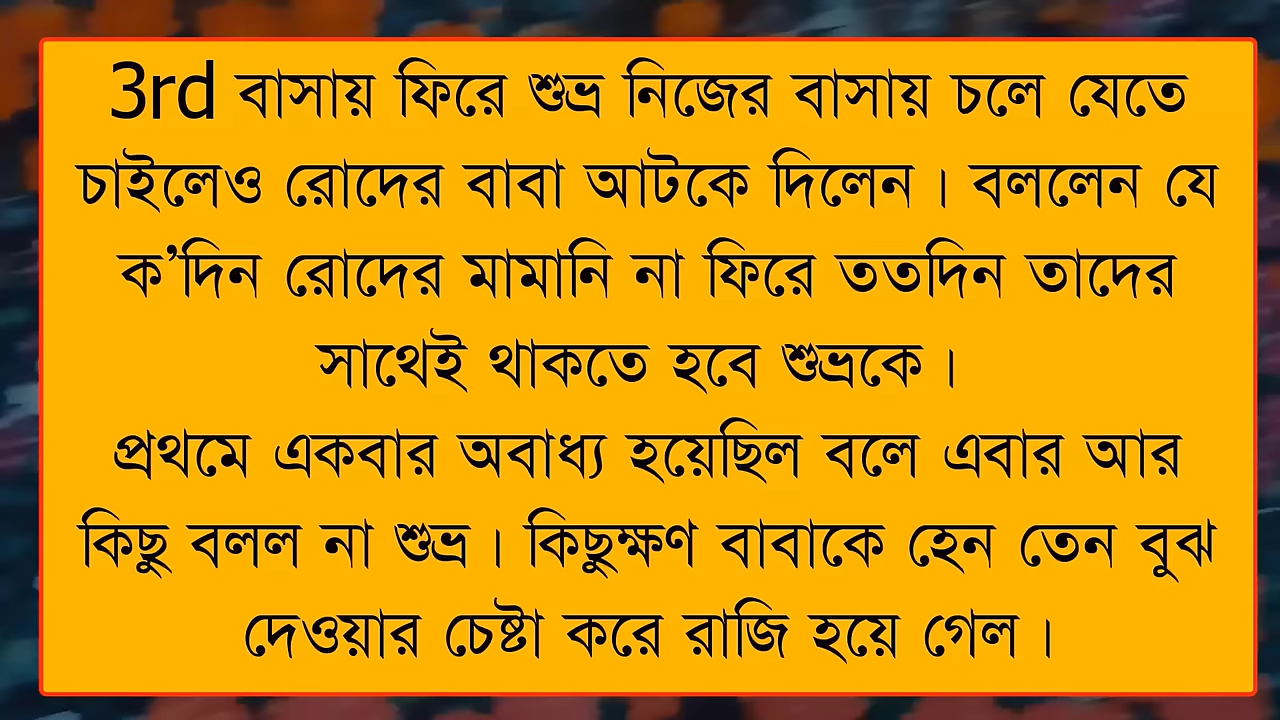 3rd বাসায় ফিরে শুভ্র নিজের বাসায় চলে যেতে
চাইলেও রোদের বাবা আটকে দিলেন। বললেন যে
ক’দিন রোদের মামানি না ফিরে ততদিন তাদের
সাথেই থাকতে হবে শুভ্রকে।
প্রথমে একবার অবাধ্য হয়েছিল বলে এবার আর
কিছু বলল না শুভ্র। কিছুক্ষণ বাবাকে হেন তেন বুঝ
দেওয়ার চেষ্টা করে রাজি হয়ে গেল।